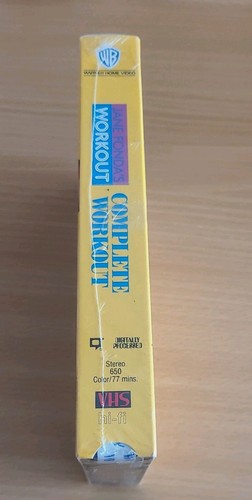 WB
WARNER HOME VIDEO
JANE FONDA'S
WORKOUT
COMPLETE
WORKOUT
DIGITALLY
PROCESSED
Stereo
650
Color/77 mins.
VHS
hi-fi